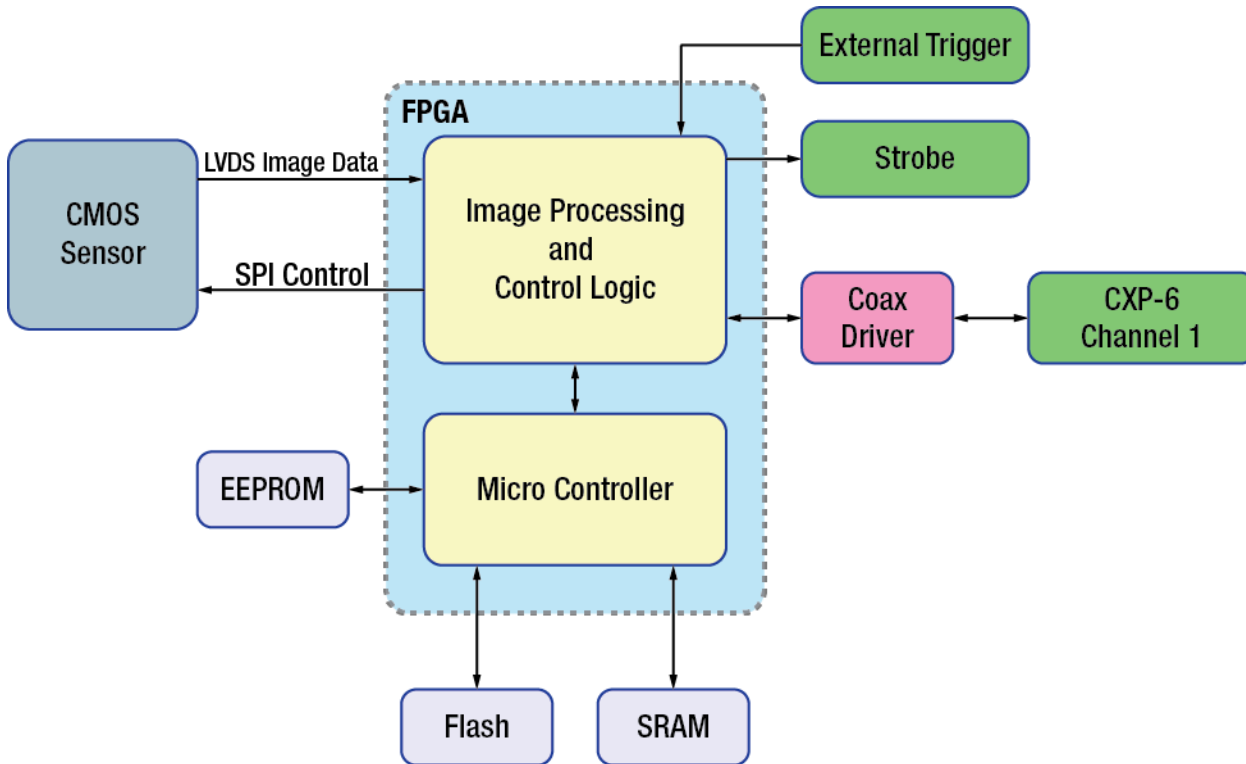 External Trigger
FPGA
LVDS Image Data
Strobe
CMOS
Sensor
Image Processing
and
Control Logic
SPI Control
Coax
Driver
CXP-6
Channel 1
EEPROM
Micro Controller
Flash
SRAM